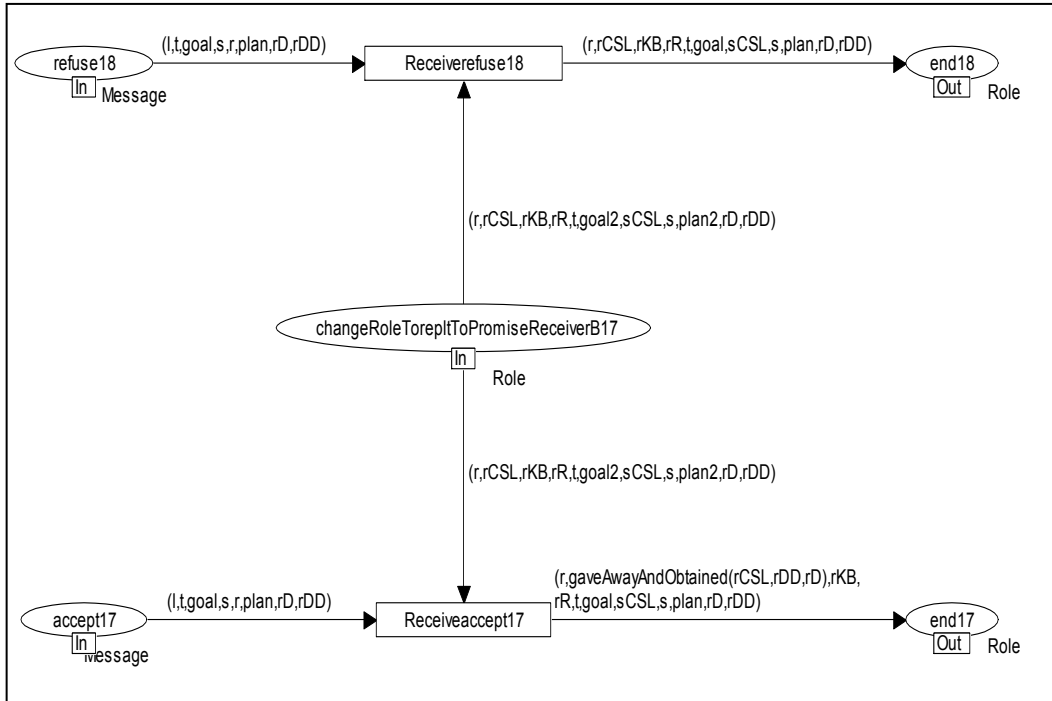 (l,t,goal,s,r,plan,rD,rDD)
(r,rCSL,rKB,rR,t,goal,sCSL,s,plan,rD,rDD)
refuse18
Receiverefuse18
end18
In
Message
Out
Role
(r,rCSL,rKB,rR,t,goal2,sCSL,s,plan2,rD,rDD)
changeRoleTorepltToPromiseReceiverB17
In
Role
(r,rCSL,rKB,rR,t,goal2,sCSL,s,plan2,rD,rDD)
(r,gaveAwayAndObtained(rCSL,rDD,rD),rKB,
rR,t,goal,sCSL,s,plan,rD,rDD)
(l,t,goal,s,r,plan,rD,rDD)
accept17
Receiveaccept17
end17
In
Message
Out
Role